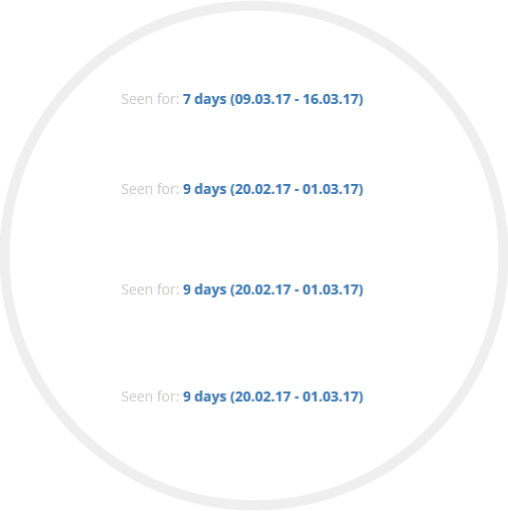 Seen for: 7 days (09.03.17 - 16.03.17)
Seen for: 9 days (20.02.17 - 01.03.17)
Seen for: 9 days (20.02.17 - 01.03.17)
Seen for: 9 days (20.02.17 - 01.03.17)